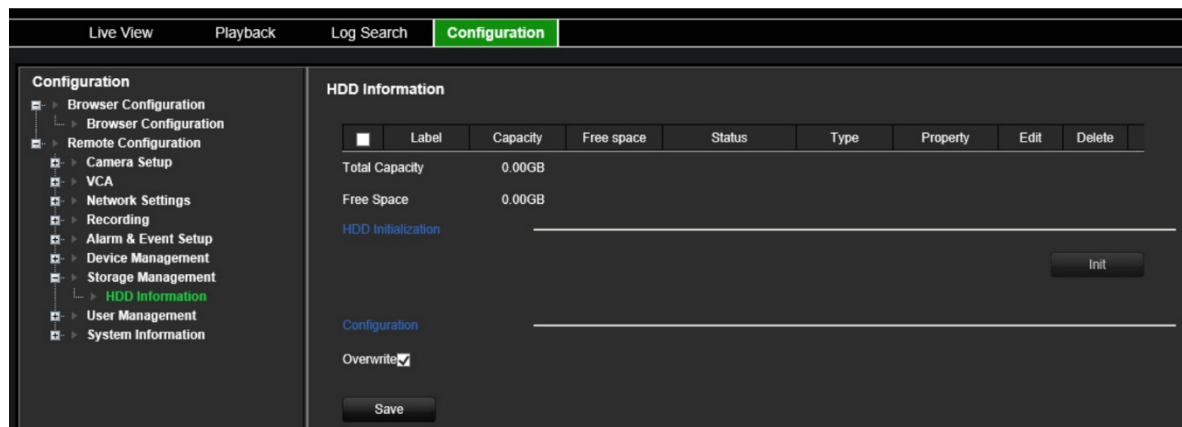 Live View Playback Log Search Configuration
Configuration
Browser Configuration
Browser Configuration
Remote Configuration
Camera Setup
VCA
Network Settings
Recording
Alarm & Event Setup
Device Management
Storage Management
HDD Information
User Management
System Information
HDD Information
Label Capacity Free space Status Type Property Edit Delete
Total Capacity 0.00GB
Free Space 0.00GB
HDD Initialization
Init
Configuration
Overwrite
Save